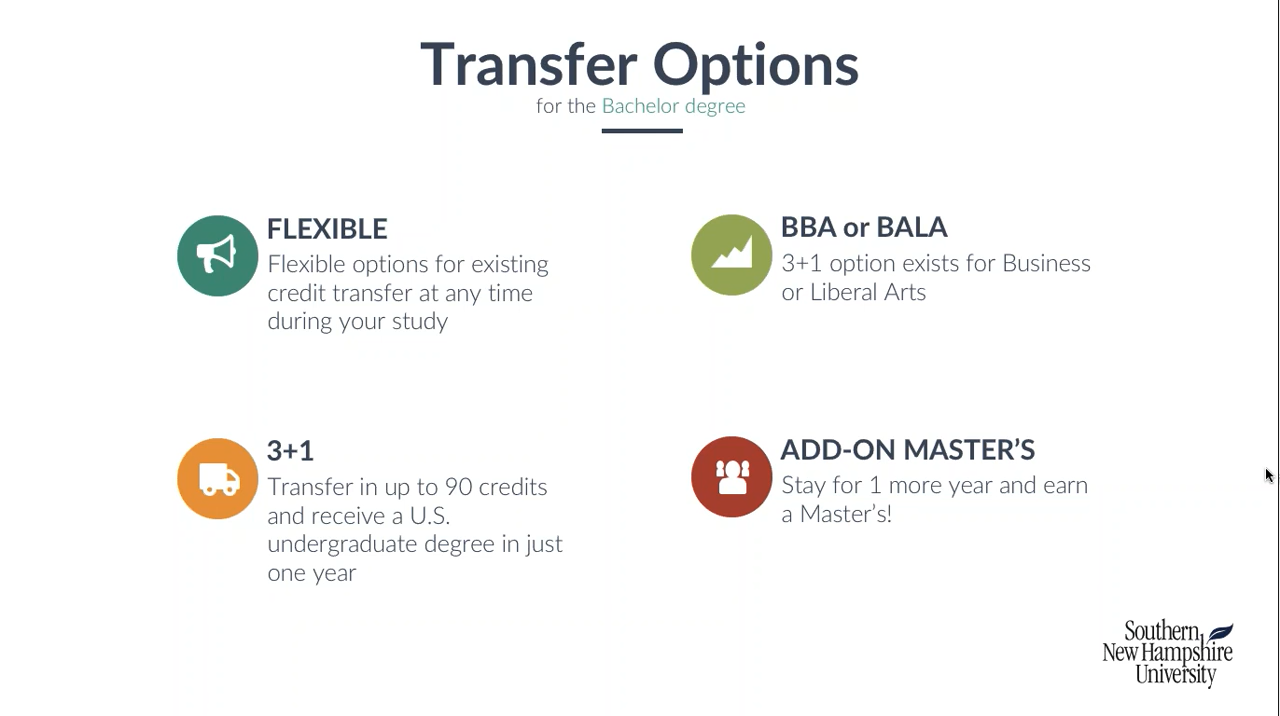 Transfer Options
for the Bachelor degree
FLEXIBLE
Flexible options for existing
credit transfer at any time
during your study
BBA or BALA
3+1 option exists for Business
or Liberal Arts
3+1
Transfer in up to 90 credits
and receive a U.S.
undergraduate degree in just
one year
ADD-ON MASTER’S
Stay for 1 more year and earn
a Master’s!
Southern
New Hampshire
University